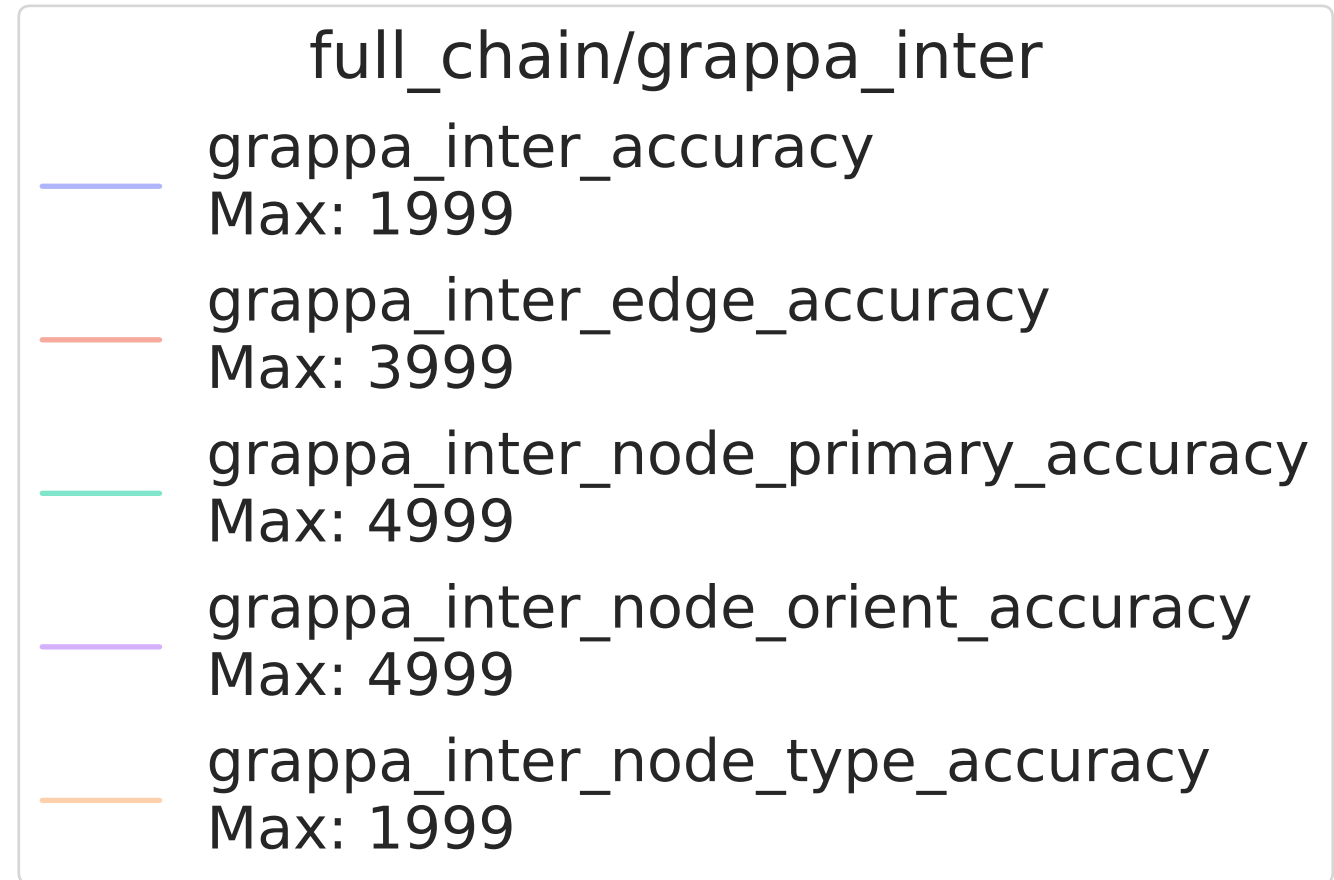 full_chain/grappa_inter
grappa_inter_accuracy
Max: 1999
grappa_inter_edge_accuracy
Max: 3999
grappa_inter_node_primary_accuracy
Max: 4999
grappa_inter_node_orient_accuracy
Max: 4999
grappa_inter_node_type_accuracy
Max: 1999